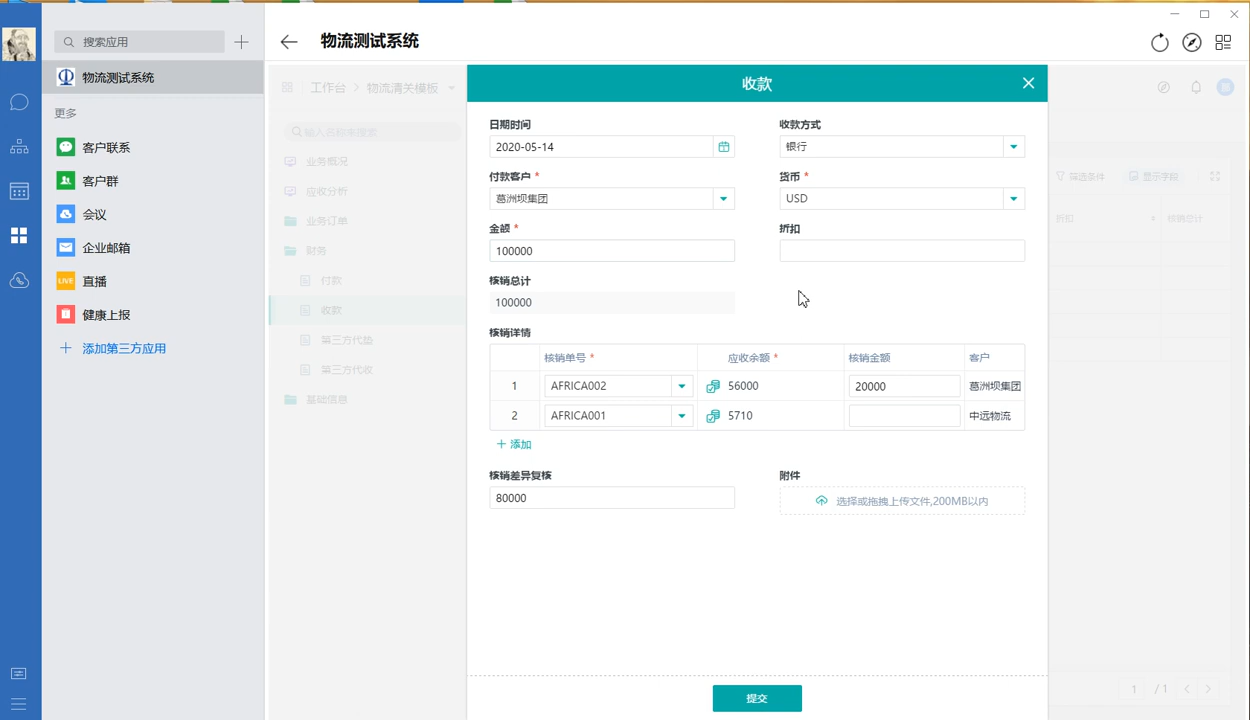 搜索应用
物流测试系统
物流测试系统
更多
客户联系
客户群
会议
企业邮箱
LIVE
直播
健康上报
添加第三方应用
工作台 > 物流清关模板
输入名称来搜索
业务概况
应收分析
业务订单
财务
付款
收款
第三方代垫
第三方代收
基础信息
筛选条件
显示字段
折扣
核销总计
1 / 1
收款
日期时间
收款方式
2020-05-14
银行
付款客户 *
货币 *
葛洲坝集团
USD
金额 *
折扣
100000
核销总计
100000
核销详情
核销单号 * 应收余额 * 核销金额 客户
1 AFRICA002 56000 20000 葛洲坝集团
2 AFRICA001 5710 中远物流
添加
核销差异复核
附件
80000
选择或拖拽上传文件,200MB以内
提交